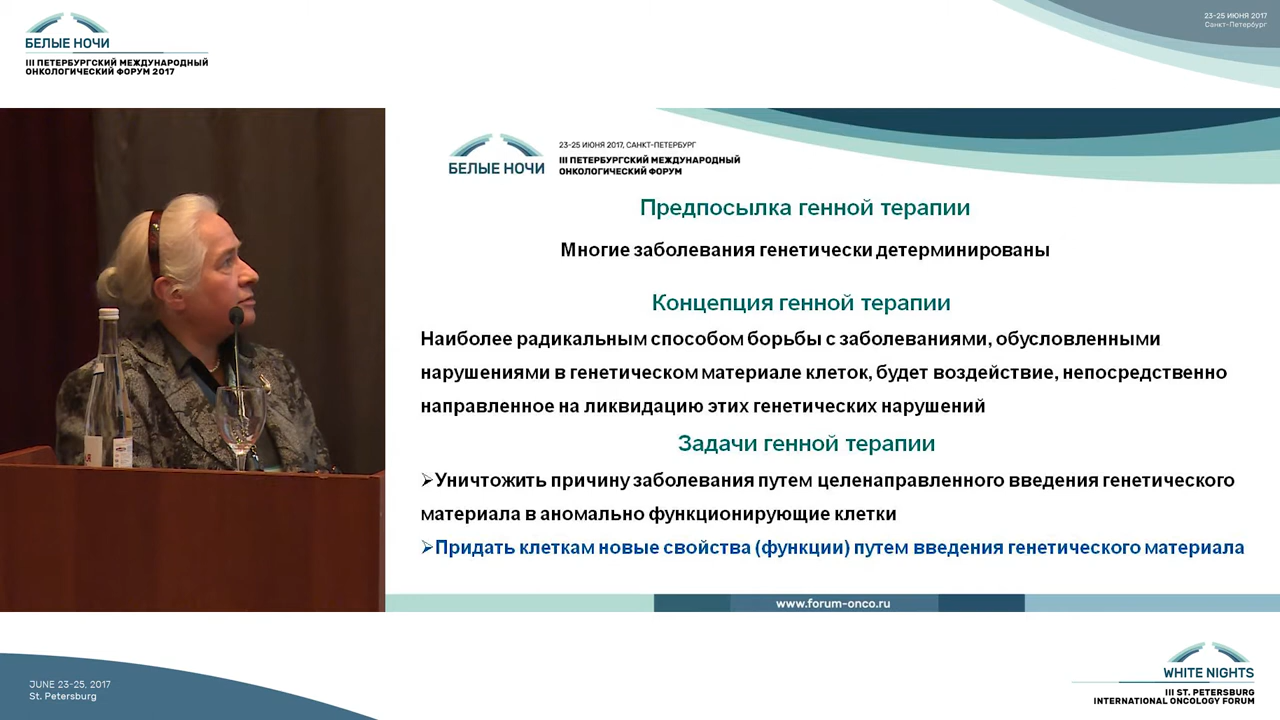 БЕЛЫЕ НОЧИ
III ПЕТЕРБУРГСКИЙ МЕЖДУНАРОДНЫЙ
ОНКОЛОГИЧЕСКИЙ ФОРУМ 2017
23-25 ИЮНЯ 2017
Санкт-Петербург
БЕЛЫЕ НОЧИ
23-25 ИЮНЯ 2017, САНКТ-ПЕТЕРБУРГ
III ПЕТЕРБУРГСКИЙ МЕЖДУНАРОДНЫЙ
ОНКОЛОГИЧЕСКИЙ ФОРУМ
Предпосылка генной терапии
Многие заболевания генетически детерминированы
Концепция генной терапии
Наиболее радикальным способом борьбы с заболеваниями, обусловленными
нарушениями в генетическом материале клеток, будет воздействие, непосредственно
направленное на ликвидацию этих генетических нарушений
Задачи генной терапии
➢Уничтожить причину заболевания путем целенаправленного введения генетического
материала в аномально функционирующие клетки
➢Придать клеткам новые свойства (функции) путем введения генетического материала
www.forum-onco.ru
JUNE 23-25, 2017
St. Petersburg
WHITE NIGHTS
III ST. PETERSBURG
INTERNATIONAL ONCOLOGY FORUM